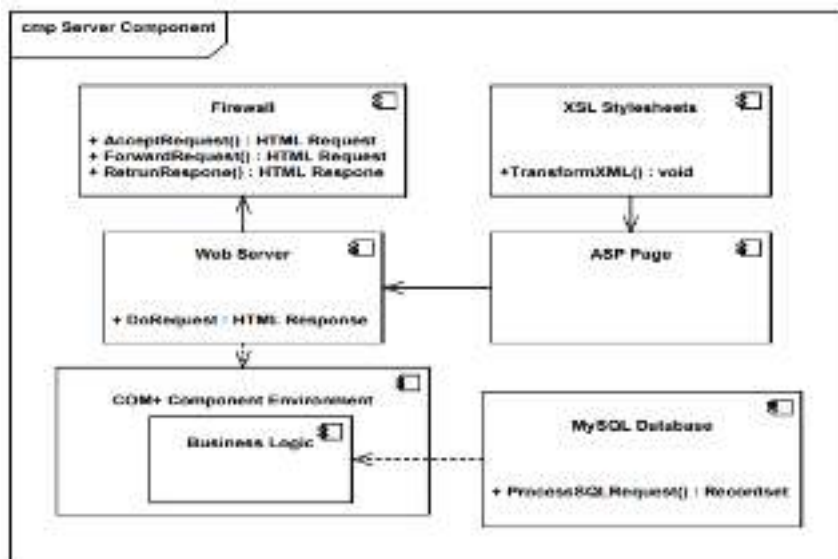 cmp Server Component
Firewall
+ AcceptRequest() : HTML Request
+ ForwardRequest() : HTML Request
+ RetrunRespone() : HTML Respone
XSL Stylesheets
+TransformXML() : void
Web Server
+ DoRequest : HTML Response
ASP Page
COM+ Component Environment
Business Logic
MySQL Database
+ ProcessSQLRequest() : Recordset